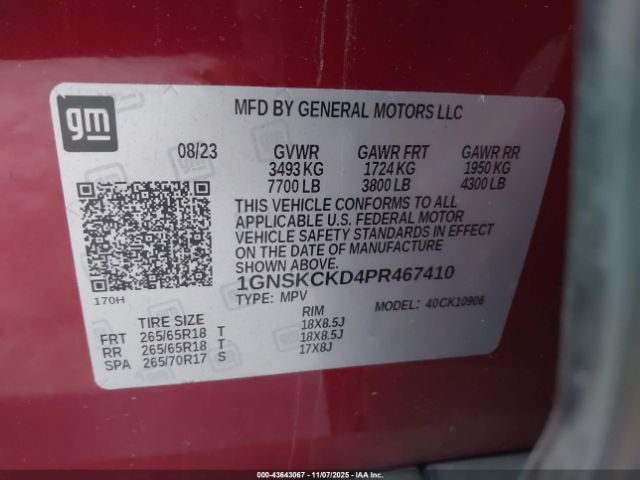 gm
MFD BY GENERAL MOTORS LLC
08/23 GVWR GAWR FRT GAWR RR
3493 KG 1724 KG 1950 KG
7700 LB 3800 LB 4300 LB
THIS VEHICLE CONFORMS TO ALL
APPLICABLE U.S. FEDERAL MOTOR
VEHICLE SAFETY STANDARDS IN EFFECT
ON THE DATE OF MANUFACTURE
SHOWN ABOVE.
170H
1GNSKCKD4PR467410
TYPE: MPV MODEL: 40CK10906
TIRE SIZE RIM
FRT 265/65R18 T 18X8.5J
RR 265/65R18 T 18X8.5J
SPA 265/70R17 S 17X8J
000-43643067 — 11/07/2025 — IAAI.COM